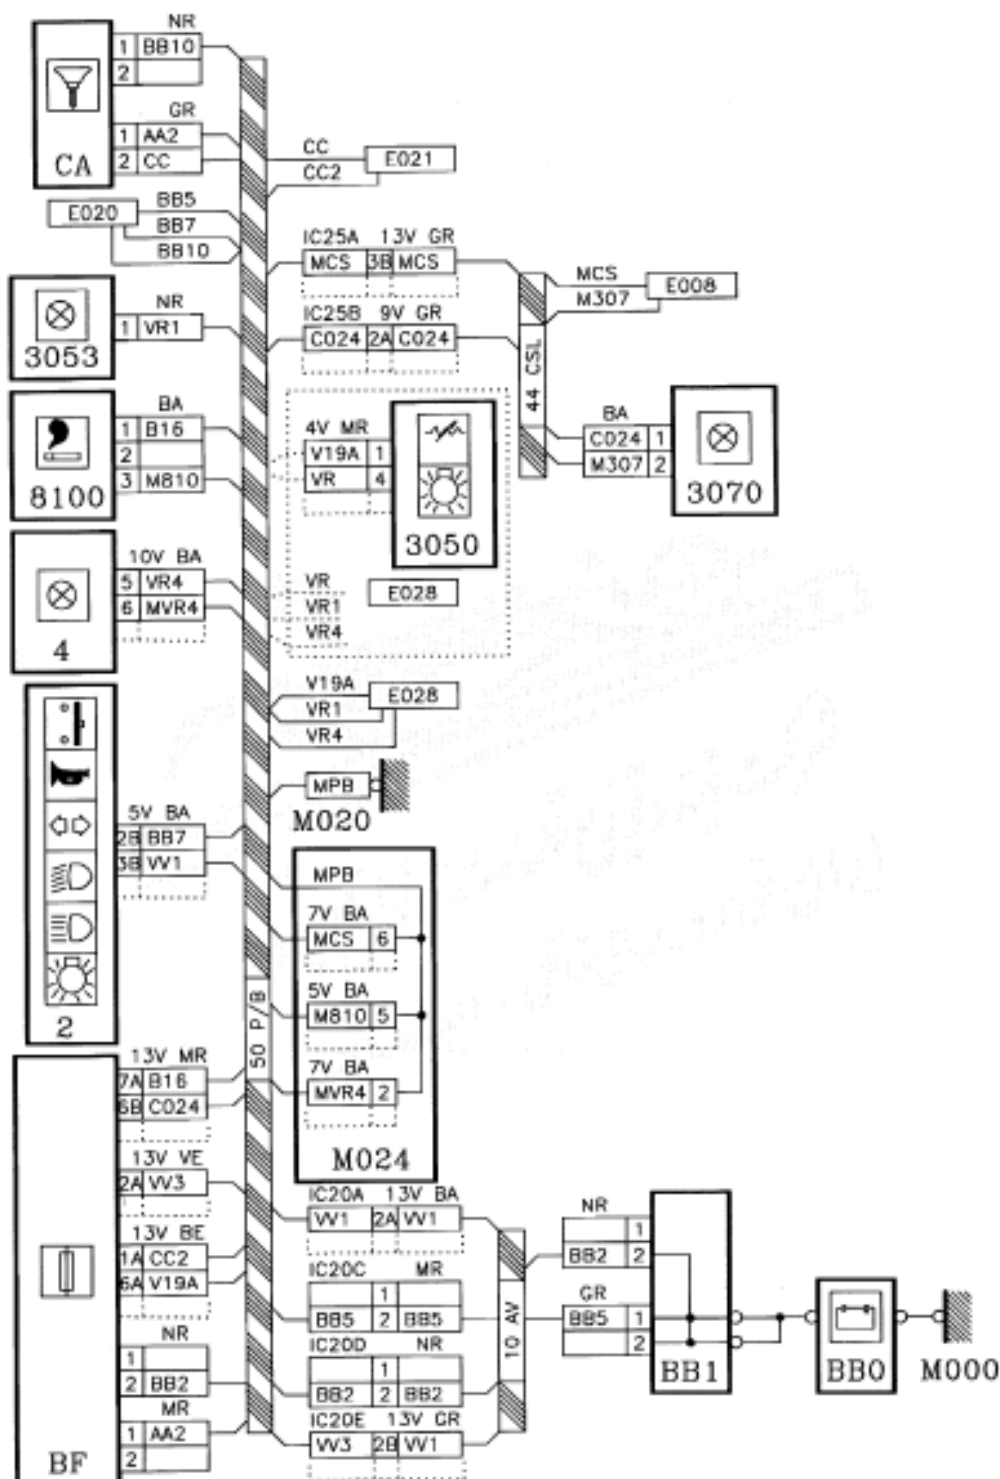 NR
1 BB10
2
GR
1 AA2
2 CC
CA
E020
BB5
BB7
BB10
CC
CC2
E021
IC25A 13V GR
MCS 3B MCS
IC25B 9V GR
C024 2A C024
MCS
M307
E008
44 CSL
BA
C024 1
M307 2
3070
NR
1 VR1
3053
BA
1 B16
2
3 M810
8100
4V MR
V19A 1
VR 4
3050
VR
VR1
VR4
E028
10V BA
5 VR4
6 MVR4
4
V19A
VR1
VR4
E028
MPB
M020
5V BA
2B BB7
3B VV1
2
MPB
7V BA
MCS 6
5V BA
M810 5
7V BA
MVR4 2
M024
50 P/B
13V MR
7A B16
6B C024
13V VE
2A VV3
13V BE
1A CC2
6A V19A
NR
1
2 BB2
MR
1 AA2
2
BF
IC20A 13V BA
VV1 2A VV1
IC20C MR
1
BB5 2 BB5
IC20D NR
1
BB2 2 BB2
IC20E 13V GR
VV3 2B VV1
10 AV
NR
1
BB2 2
GR
BB5 1
2
BB1
BB0
M000